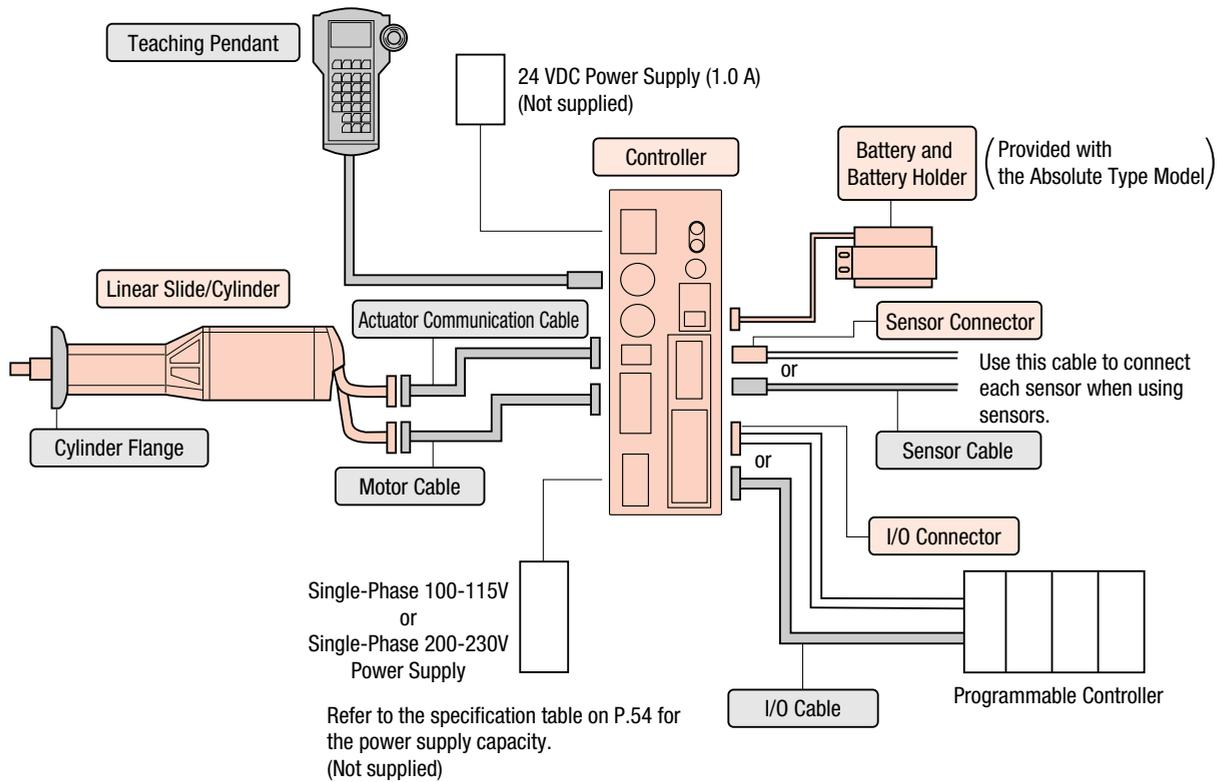 Teaching Pendant
24 VDC Power Supply (1.0 A)
(Not supplied)
Controller
Battery and
Battery Holder
(Provided with
the Absolute Type Model)
Linear Slide/Cylinder
Actuator Communication Cable
Sensor Connector
or
Use this cable to connect
each sensor when using
sensors.
Cylinder Flange
Motor Cable
Sensor Cable
or
I/O Connector
Single-Phase 100-115V
or
Single-Phase 200-230V
Power Supply
Programmable Controller
I/O Cable
Refer to the specification table on P.54 for
the power supply capacity.
(Not supplied)